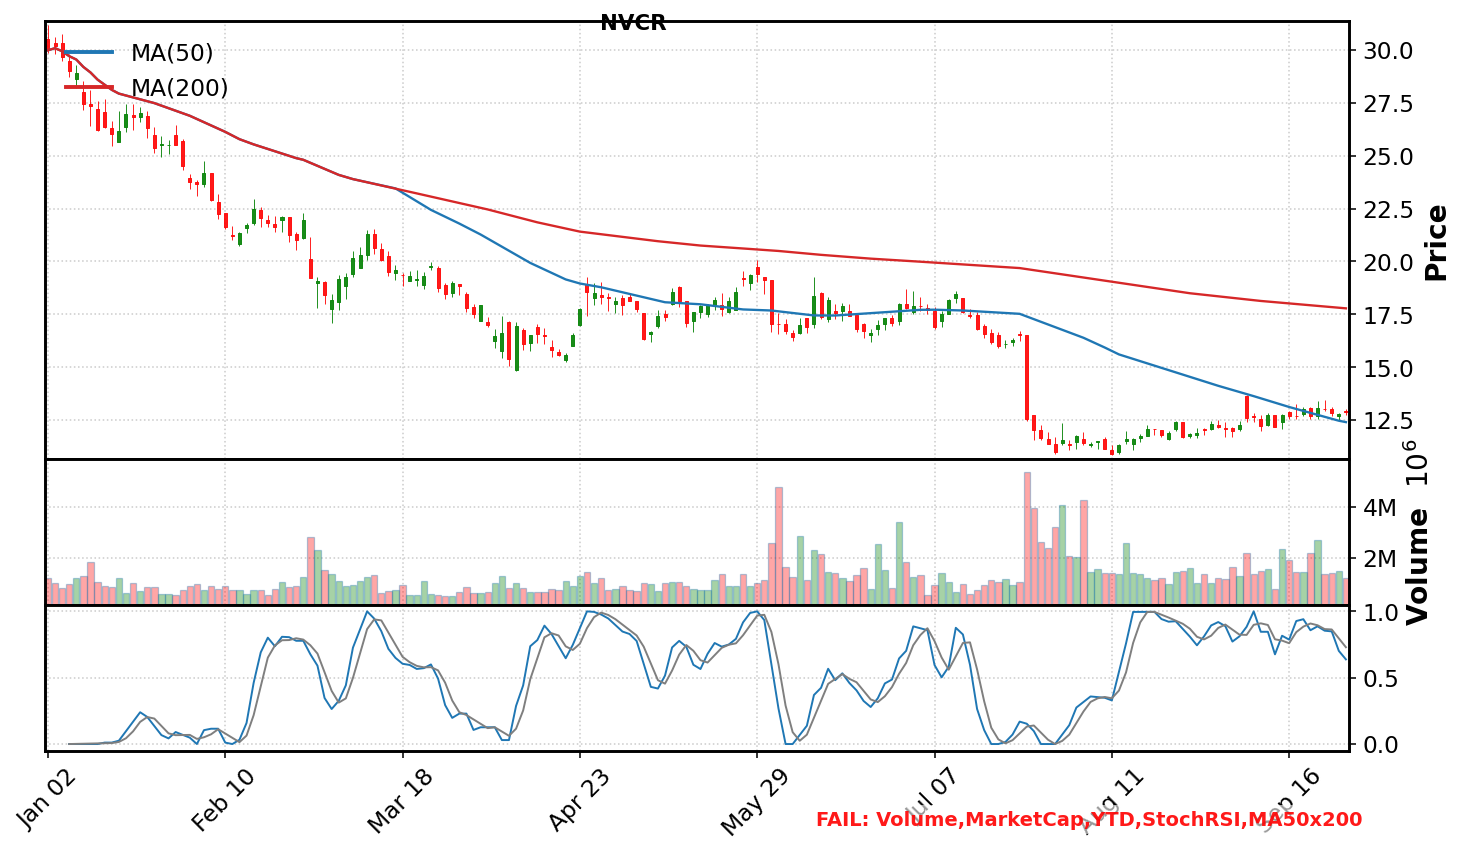 NVCR
MA(50)
MA(200)
30.0
27.5
25.0
22.5
20.0
17.5
15.0
12.5
Price
10^6
4M
2M
Volume
1.0
0.5
0.0
Jan 02
Feb 10
Mar 18
Apr 23
May 29
Jul 07
Aug 11
Sep 16
FAIL: Volume,MarketCap,YTD,StochRSI,MA50x200